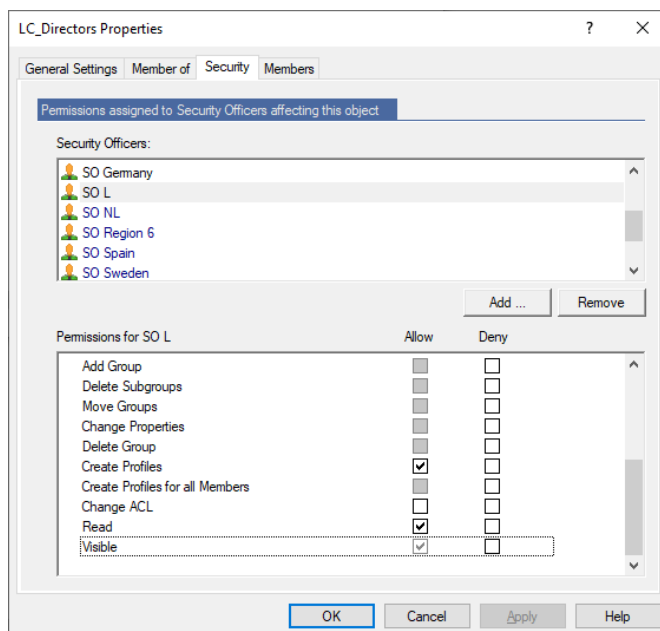 LC_Directors Properties ?
General Settings Member of Security Members
Permissions assigned to Security Officers affecting this object
Security Officers:
SO Germany
SO L
SO NL
SO Region 6
SO Spain
SO Sweden
Add ... Remove
Permissions for SO L Allow Deny
Add Group
Delete Subgroups
Move Groups
Change Properties
Delete Group
Create Profiles
Create Profiles for all Members
Change ACL
Read
Visible
OK Cancel Apply Help